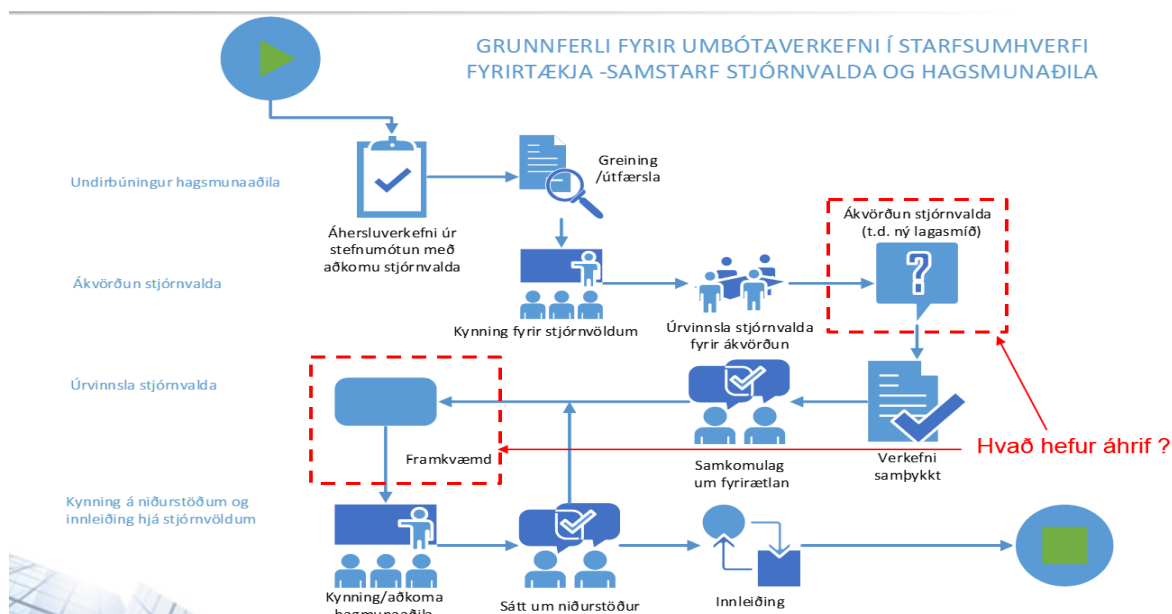 GRUNNFERLI FYRIR UMBÓTAVERKEFNI Í STARFSUMHVERFI
FYRIRTÆKJA -SAMSTARF STJÓRNVALDA OG HAGSMUNAÐILA
Undirbúningur hagsmunaaðila
Áhersluverkefni úr
stefnumótun með
aðkomu stjórnvalda
Greining
/útfærsla
Ákvörðun stjórnvalda
(t.d. ný lagasmíð)
Ákvörðun stjórnvalda
Kynning fyrir stjórnvöldum
Úrvinnsla stjórnvalda
fyrir ákvörðun
Úrvinnsla stjórnvalda
Framkvæmd
Samkomulag
um fyrirætlan
Verkefni
samþykkt
Hvað hefur áhrif ?
Kynning á niðurstöðum og
innleiðing hjá stjórnvöldum
Kynning/aðkoma
hagmunaaðila
Sátt um niðurstöður
Innleiðing